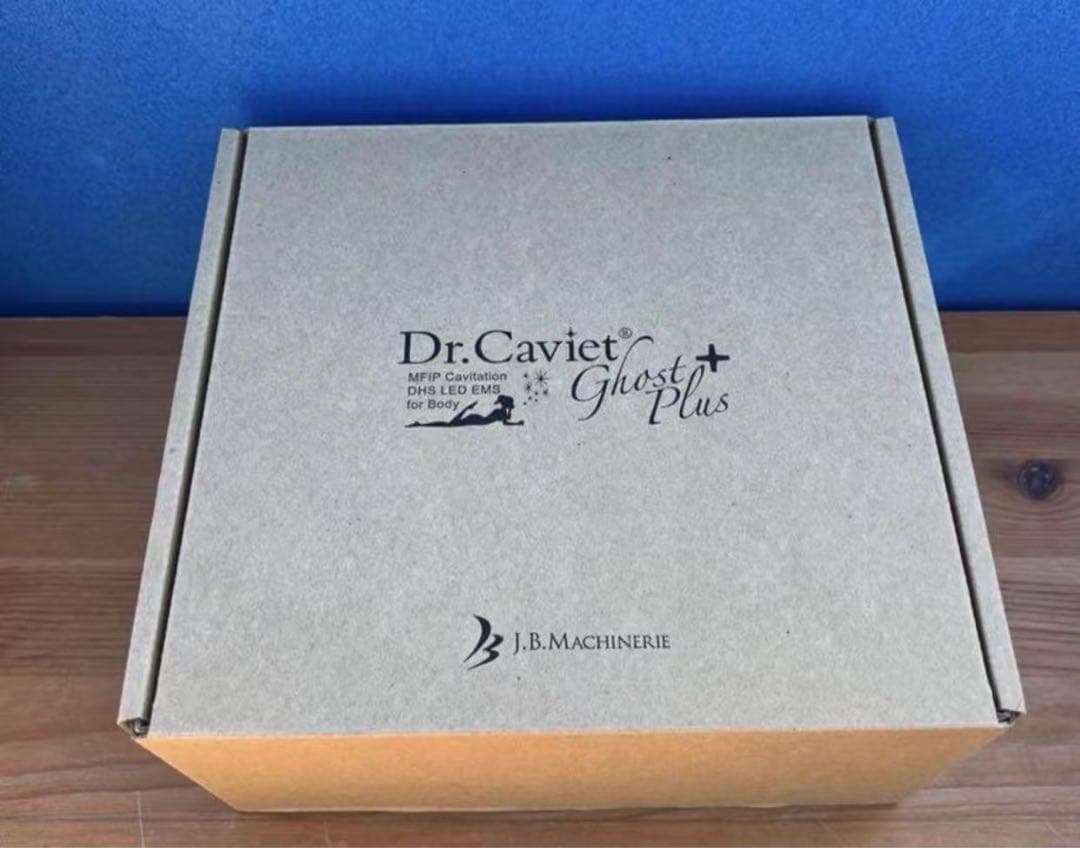 Dr.Caviet®
MFIP Cavitation
DHS LED EMS
for Body
Ghost +
Plus
J.B.MACHINERIE